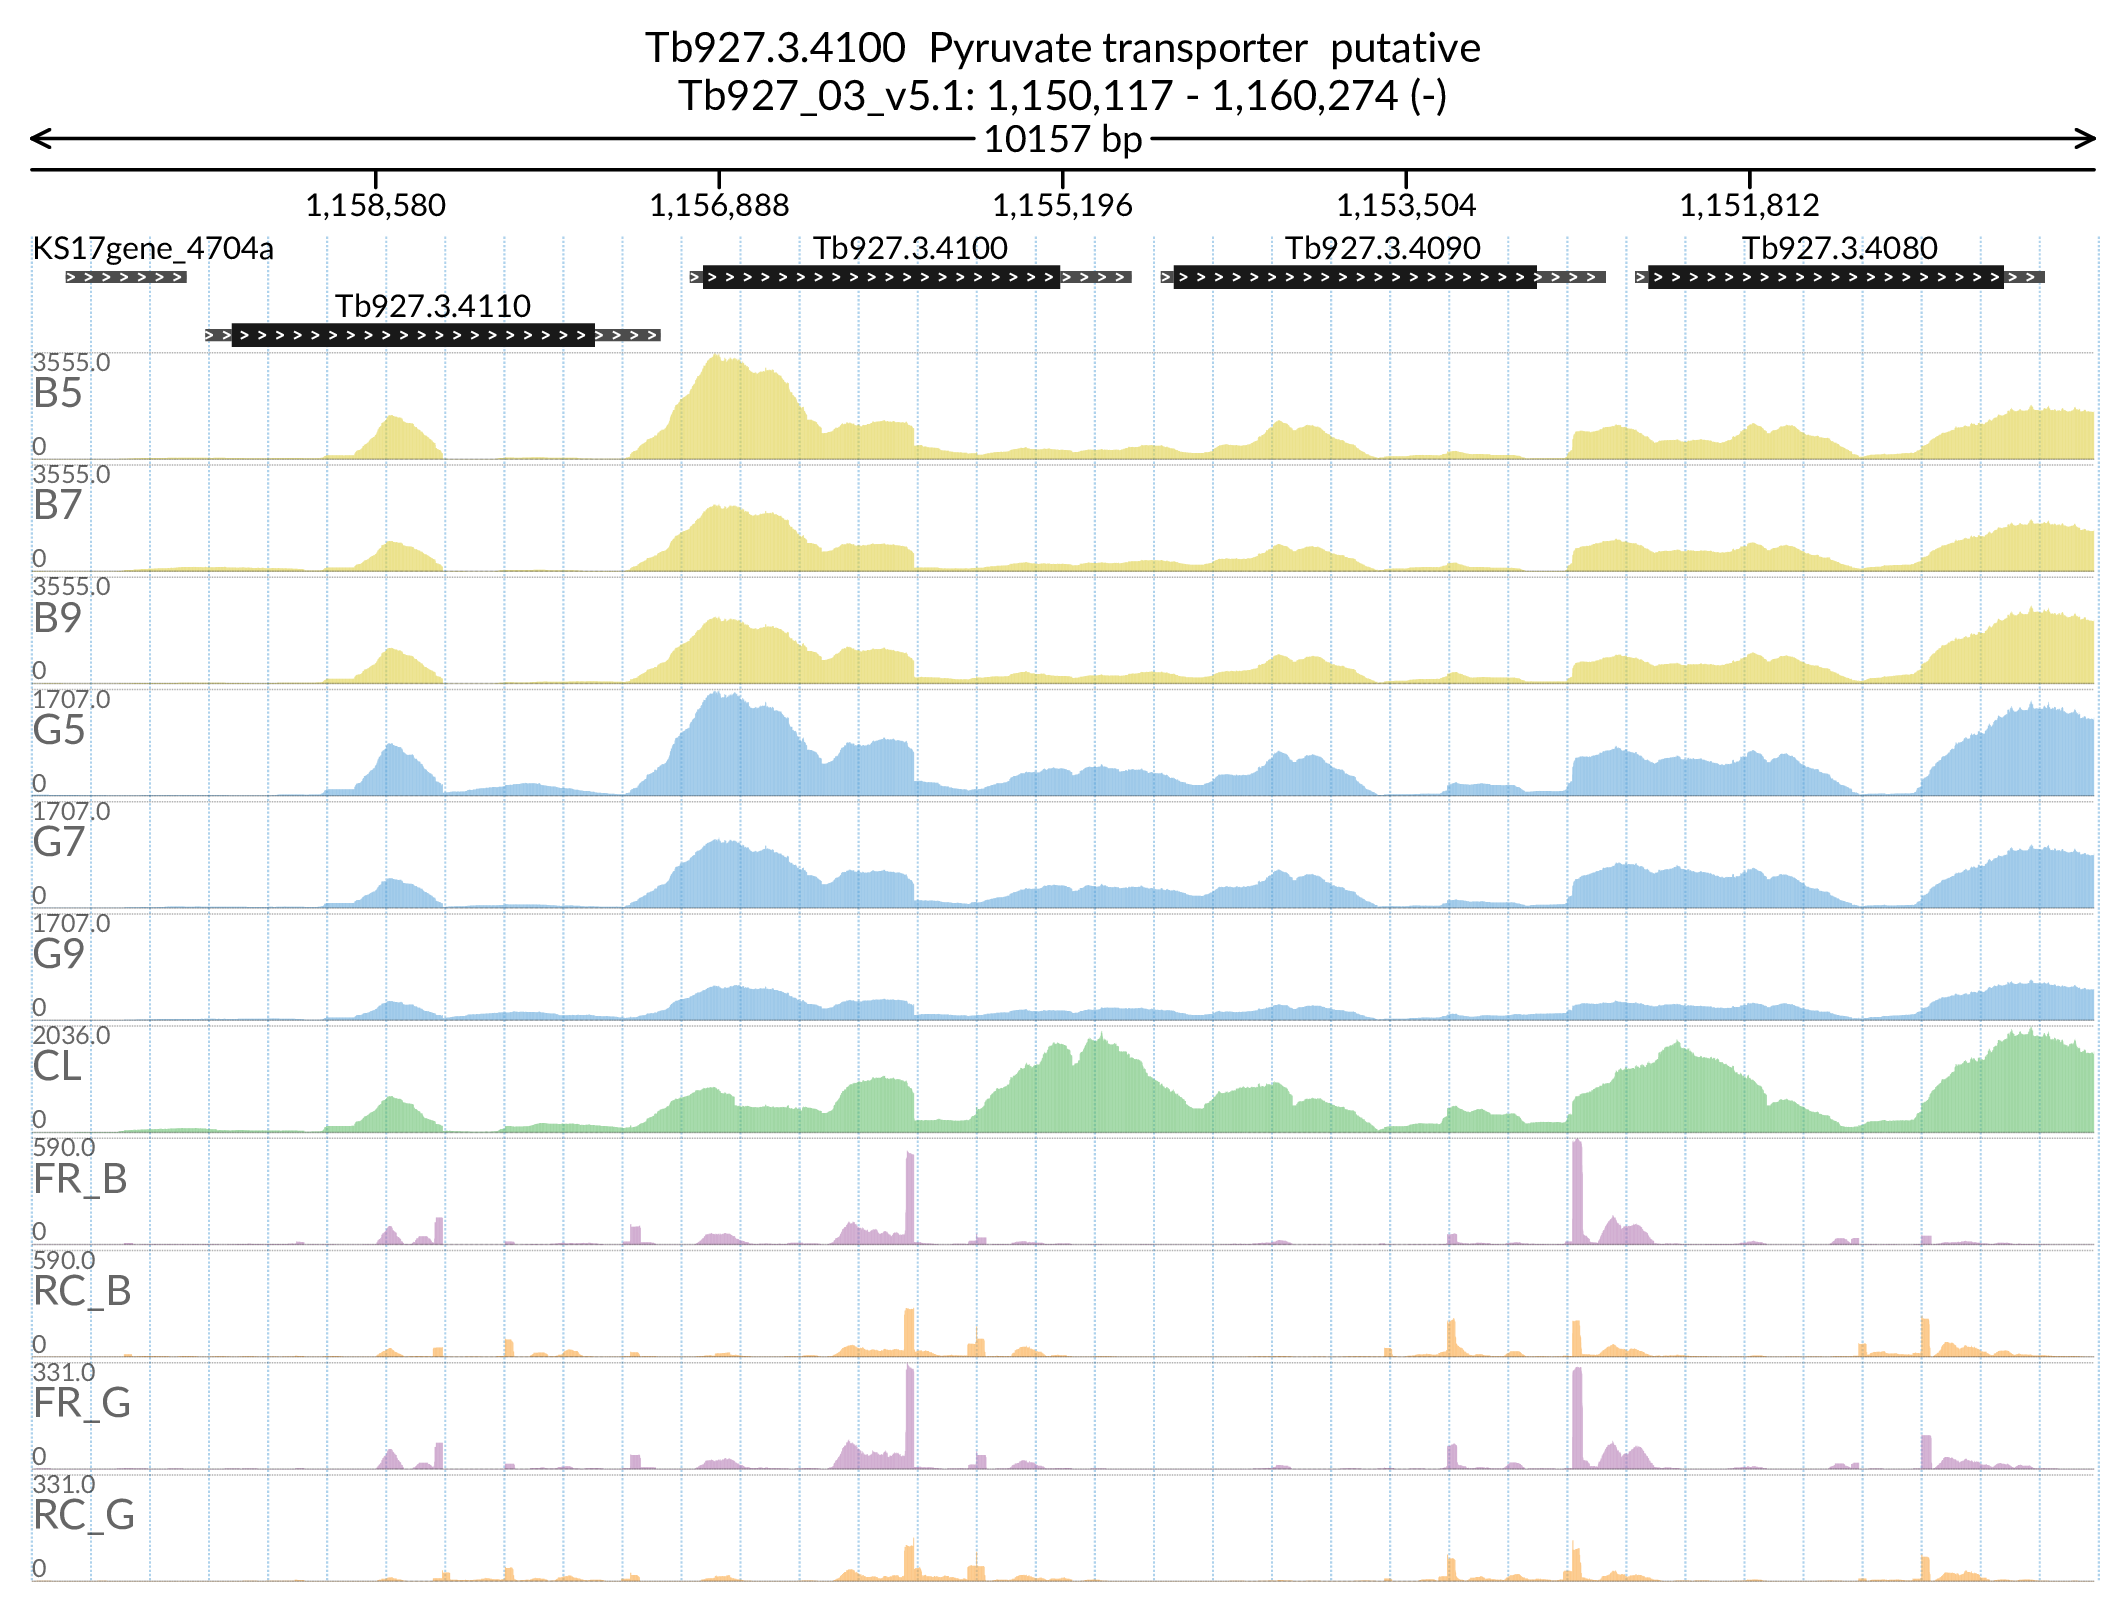 Tb927.3.4100 Pyruvate transporter putative
Tb927_03_v5.1: 1,150,117 - 1,160,274 (-)
10157 bp
1,158,580 1,156,888 1,155,196 1,153,504 1,151,812
KS17gene_4704a Tb927.3.4100 Tb927.3.4090 Tb927.3.4080
Tb927.3.4110
3555.0
B5
0
3555.0
B7
0
3555.0
B9
0
1707.0
G5
0
1707.0
G7
0
1707.0
G9
0
2036.0
CL
0
590.0
FR_B
0
590.0
RC_B
0
331.0
FR_G
0
331.0
RC_G
0